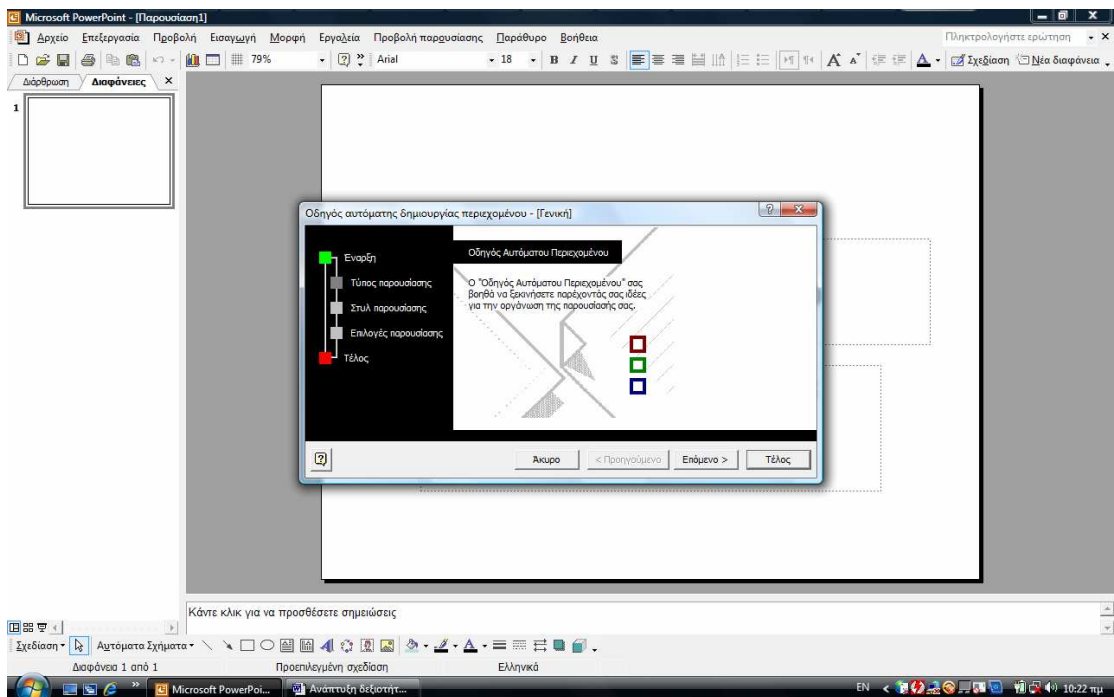 Microsoft PowerPoint - [Παρουσίαση1]
Αρχείο Επεξεργασία Προβολή Εισαγωγή Μορφή Εργαλεία Προβολή παρουσίασης Παράθυρο Βοήθεια Πληκτρολογήστε ερώτηση
79% Arial 18 B I U S Σχεδίαση Νέα διαφάνεια
Διάρθρωση Διαφάνειες
1
Οδηγός αυτόματης δημιουργίας περιεχομένου - [Γενική]
Έναρξη
Τύπος παρουσίασης
Στυλ παρουσίασης
Επιλογές παρουσίασης
Τέλος
Οδηγός Αυτόματου Περιεχομένου
Ο "Οδηγός Αυτόματου Περιεχομένου" σας
βοηθά να ξεκινήσετε παρέχοντάς σας ιδέες
για την οργάνωση της παρουσίασής σας.
Άκυρο < Προηγούμενο Επόμενο > Τέλος
Κάντε κλικ για να προσθέσετε σημειώσεις
Σχεδίαση Αυτόματα Σχήματα
Διαφάνεια 1 από 1 Προεπιλεγμένη σχεδίαση Ελληνικά
Microsoft PowerPoi... Ανάπτυξη δεξιοτήτ... EN 10:22 πμ